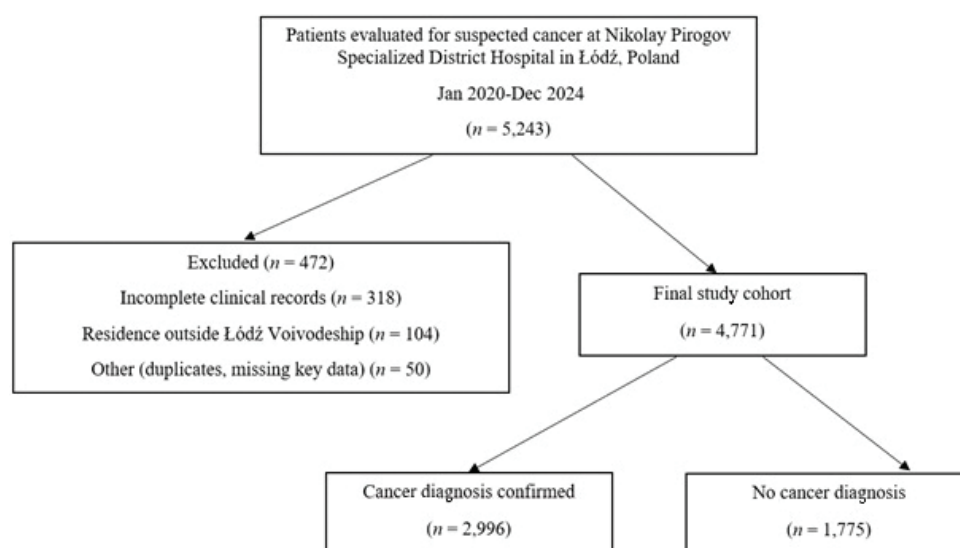 Patients evaluated for suspected cancer at Nikolay Pirogov
Specialized District Hospital in Łódź, Poland
Jan 2020-Dec 2024
(n = 5,243)
Excluded (n = 472)
Incomplete clinical records (n = 318)
Residence outside Łódź Voivodeship (n = 104)
Other (duplicates, missing key data) (n = 50)
Final study cohort
(n = 4,771)
Cancer diagnosis confirmed
(n = 2,996)
No cancer diagnosis
(n = 1,775)